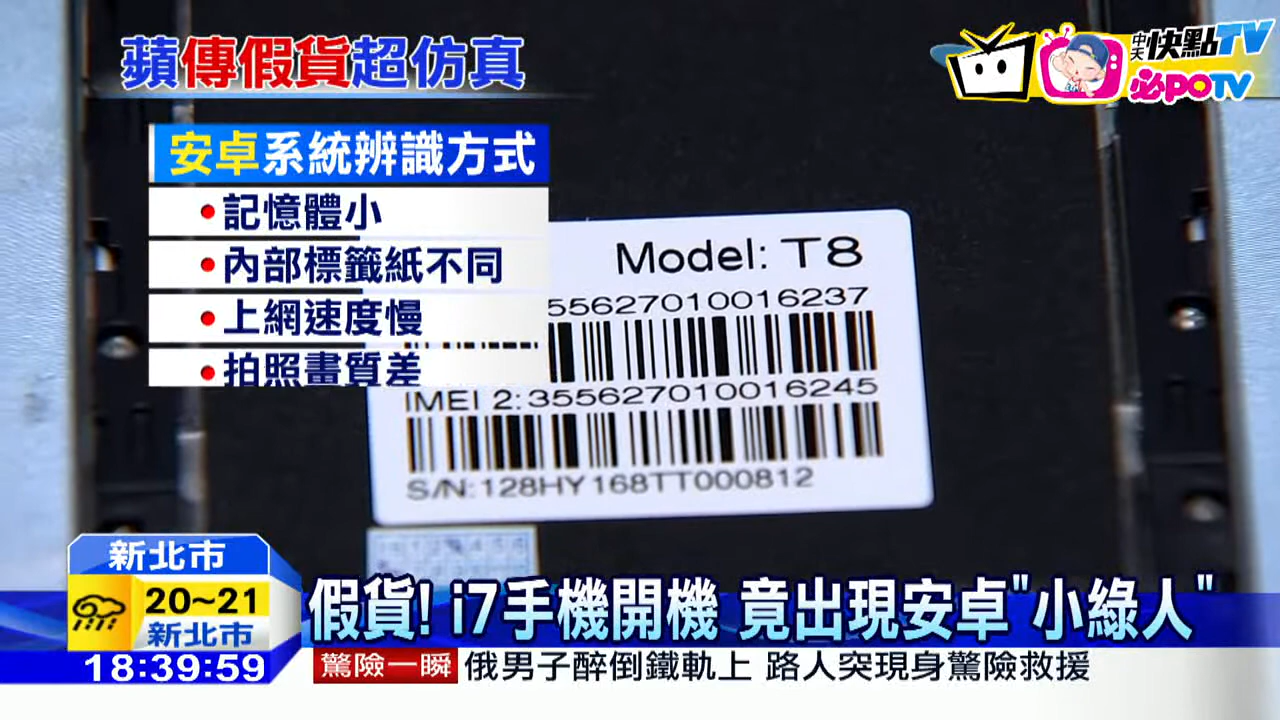 蘋傳假貨超仿真
中天快點TV
必POTV
安卓系統辨識方式
•記憶體小
•內部標籤紙不同
•上網速度慢
•拍照畫質差
Model: T8
355627010016237
IMEI 2: 355627010016245
S/N: 128HY168TT000812
新北市
20~21
新北市
18:39:59
假貨! i7手機開機 竟出現安卓"小綠人"
驚險一瞬 俄男子醉倒鐵軌上 路人突現身驚險救援